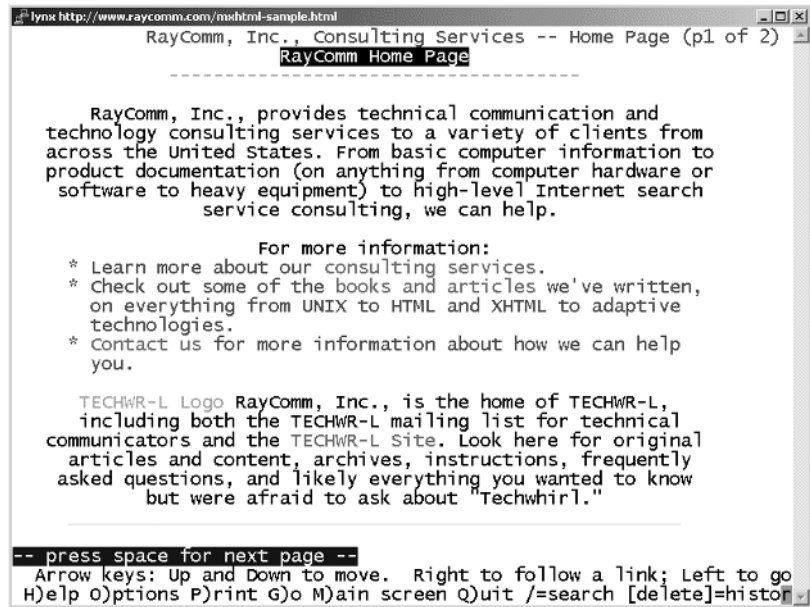 lynx http://www.raycomm.com/mxhtml-sample.html
RayComm, Inc., Consulting Services -- Home Page (p1 of 2)
RayComm Home Page
RayComm, Inc., provides technical communication and
technology consulting services to a variety of clients from
across the United States. From basic computer information to
product documentation (on anything from computer hardware or
software to heavy equipment) to high-level Internet search
service consulting, we can help.
For more information:
* Learn more about our consulting services.
* Check out some of the books and articles we've written,
on everything from UNIX to HTML and XHTML to adaptive
technologies.
* Contact us for more information about how we can help
you.
TECHWR-L Logo RayComm, Inc., is the home of TECHWR-L,
including both the TECHWR-L mailing list for technical
communicators and the TECHWR-L Site. Look here for original
articles and content, archives, instructions, frequently
asked questions, and likely everything you wanted to know
but were afraid to ask about "Techwhirl."
-- press space for next page --
Arrow keys: Up and Down to move. Right to follow a link; Left to go
H)elp O)ptions P)rint G)o M)ain screen Q)uit /=search [delete]=histor